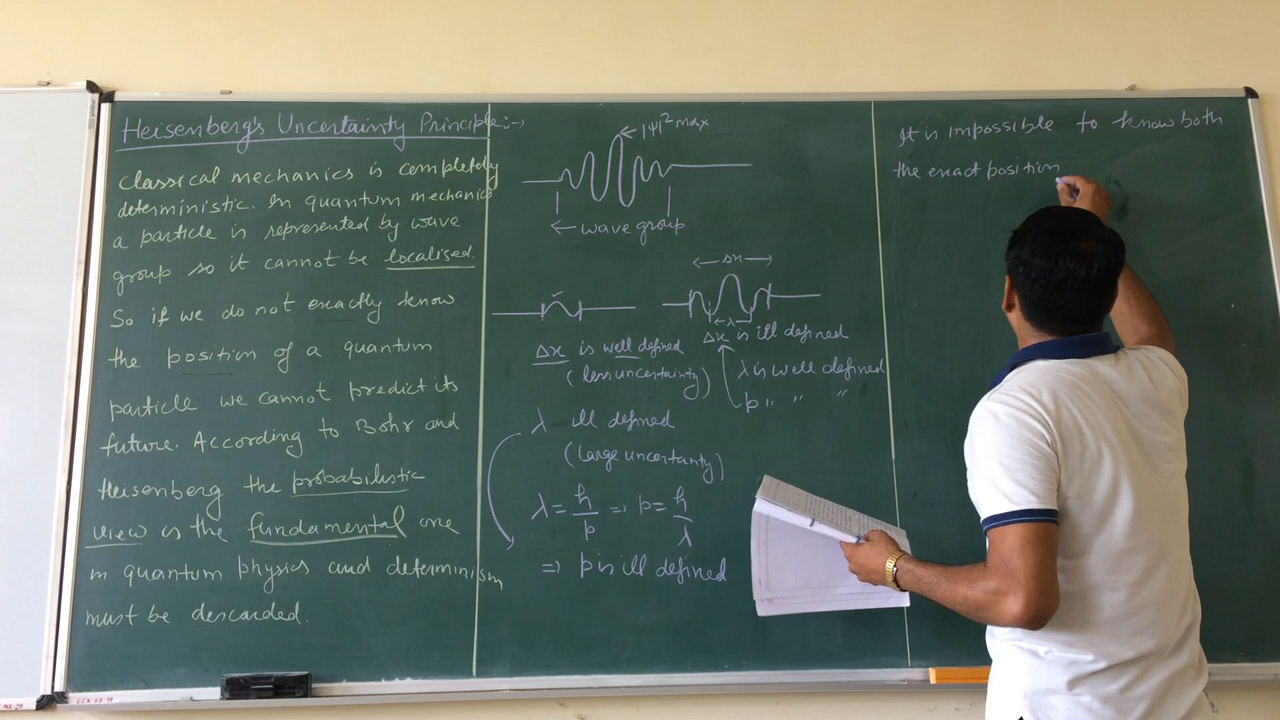 Heisenberg's Uncertainty Principle:-
Classical mechanics is completely
deterministic. In quantum mechanics
a particle is represented by wave
group so it cannot be localised.
So if we do not exactly know
the position of a quantum
particle we cannot predict its
future. According to Bohr and
Heisenberg the probabilistic
view is the fundamental one
in quantum physics and determinism
must be descarded.
|Ψ|² max
← wave group
← Δx →
← λ →
Δx is well defined
(less uncertainty)
Δx is ill defined
λ is well defined
p " " "
λ ill defined
(large uncertainty)
λ = h/p ⇒ p = h/λ
⇒ p is ill defined
It is impossible to know both
the exact position